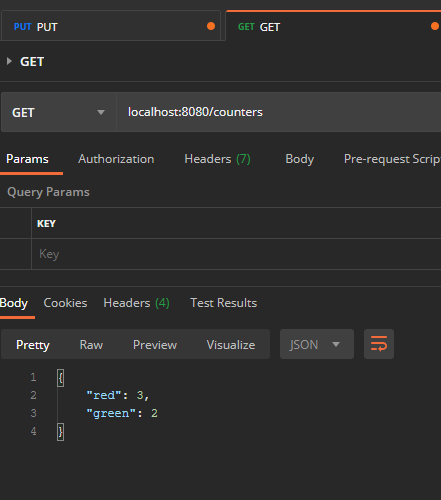 PUT PUT GET GET
GET
GET localhost:8080/counters
Params Authorization Headers (7) Body Pre-request Scrip
Query Params
KEY
Key
Body Cookies Headers (4) Test Results
Pretty Raw Preview Visualize JSON
1 {
2 "red": 3,
3 "green": 2
4 }